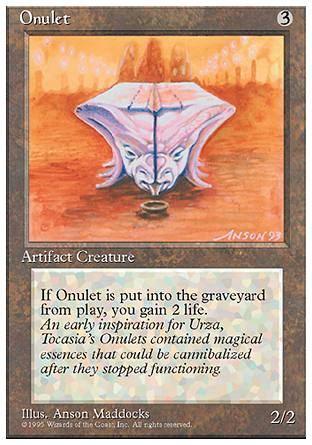 Onulet 3
ANSON 93
Artifact Creature
If Onulet is put into the graveyard
from play, you gain 2 life.
An early inspiration for Urza,
Tocasia's Onulets contained magical
essences that could be cannibalized
after they stopped functioning.
Illus. Anson Maddocks
©1995 Wizards of the Coast, Inc. All rights reserved.
2/2